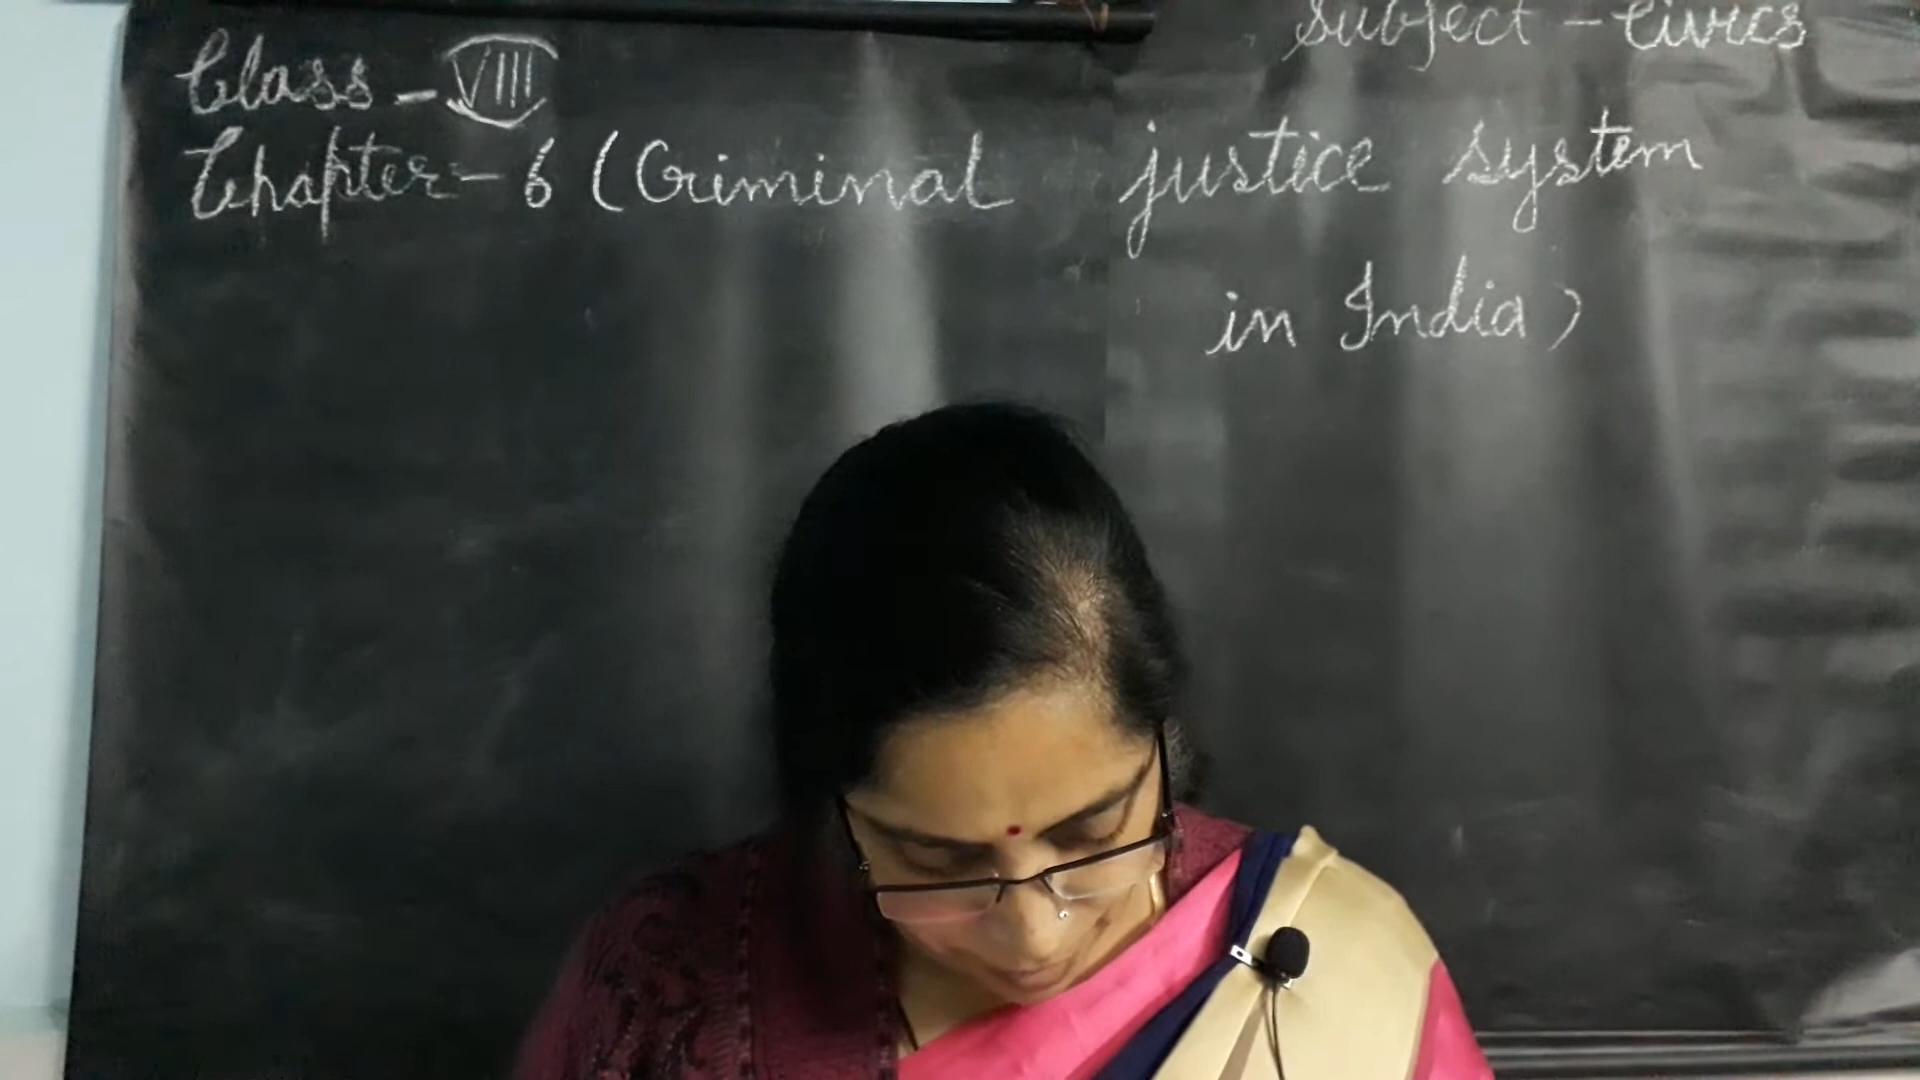 Subject - Civics
Class - VIII
Chapter - 6 (Criminal justice system
in India)